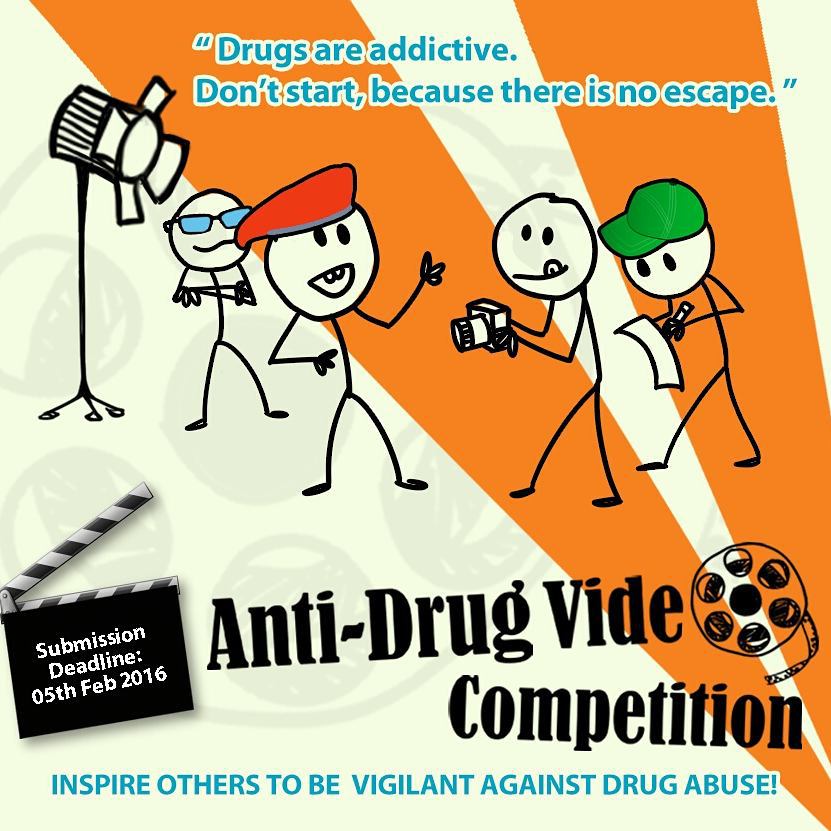 “ Drugs are addictive.
Don’t start, because there is no escape. ”
Submission
Deadline:
05th Feb 2016
Anti-Drug Vide
Competition
INSPIRE OTHERS TO BE VIGILANT AGAINST DRUG ABUSE!